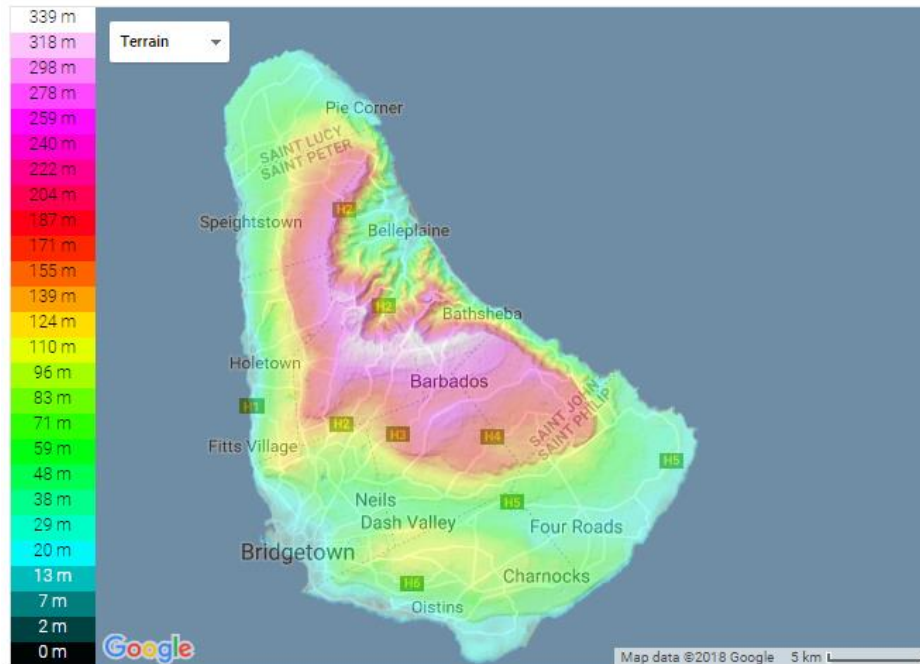 339 m
318 m
298 m
278 m
259 m
240 m
222 m
204 m
187 m
171 m
155 m
139 m
124 m
110 m
96 m
83 m
71 m
59 m
48 m
38 m
29 m
20 m
13 m
7 m
2 m
0 m
Terrain
Pie Corner
SAINT LUCY
SAINT PETER
Speightstown
H2
Belleplaine
H2
Bathsheba
Holetown
Barbados
H1
H2
H3
H4
SAINT JOHN
SAINT PHILIP
Fitts Village
H5
Neils
H5
Dash Valley
Four Roads
Bridgetown
H6
Charnocks
Oistins
Google
Map data ©2018 Google 5 km